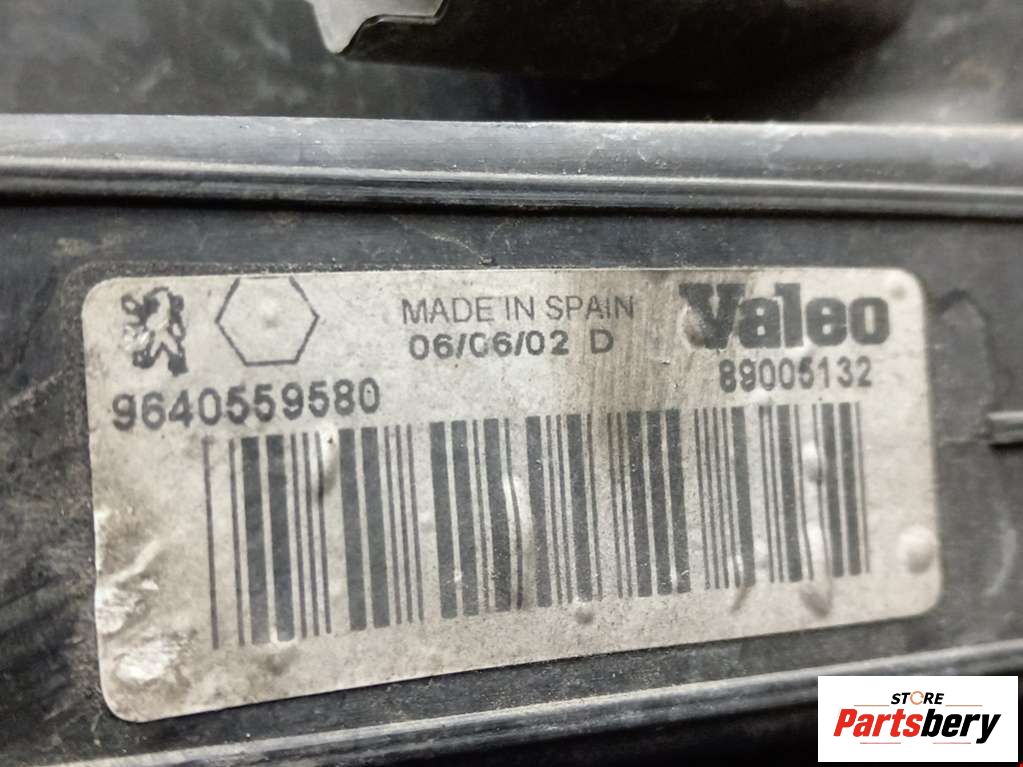 MADE IN SPAIN
06/06/02 D
Valeo
89005132
9640559580
STORE
Partsbery